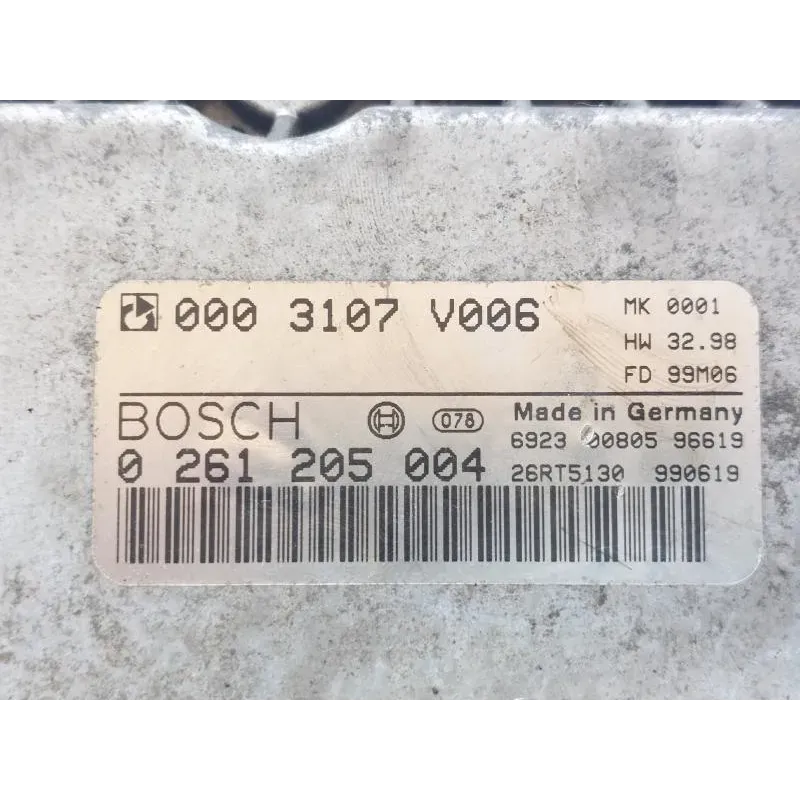 000 3107 V006
MK 0001
HW 32.98
FD 99M06
BOSCH
078
Made in Germany
6923 00805 96619
0 261 205 004
26RT5130 990619